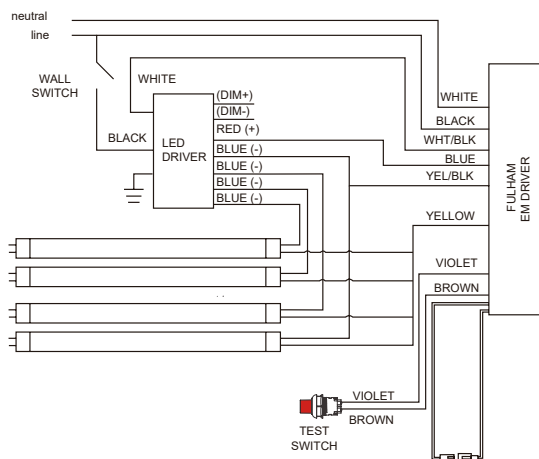 neutral
line
WALL
SWITCH
WHITE
(DIM+)
(DIM-)
RED (+)
BLACK
LED
DRIVER
BLUE (-)
BLUE (-)
BLUE (-)
BLUE (-)
WHITE
BLACK
WHT/BLK
BLUE
YEL/BLK
YELLOW
VIOLET
BROWN
FULHAM
EM DRIVER
VIOLET
BROWN
TEST
SWITCH